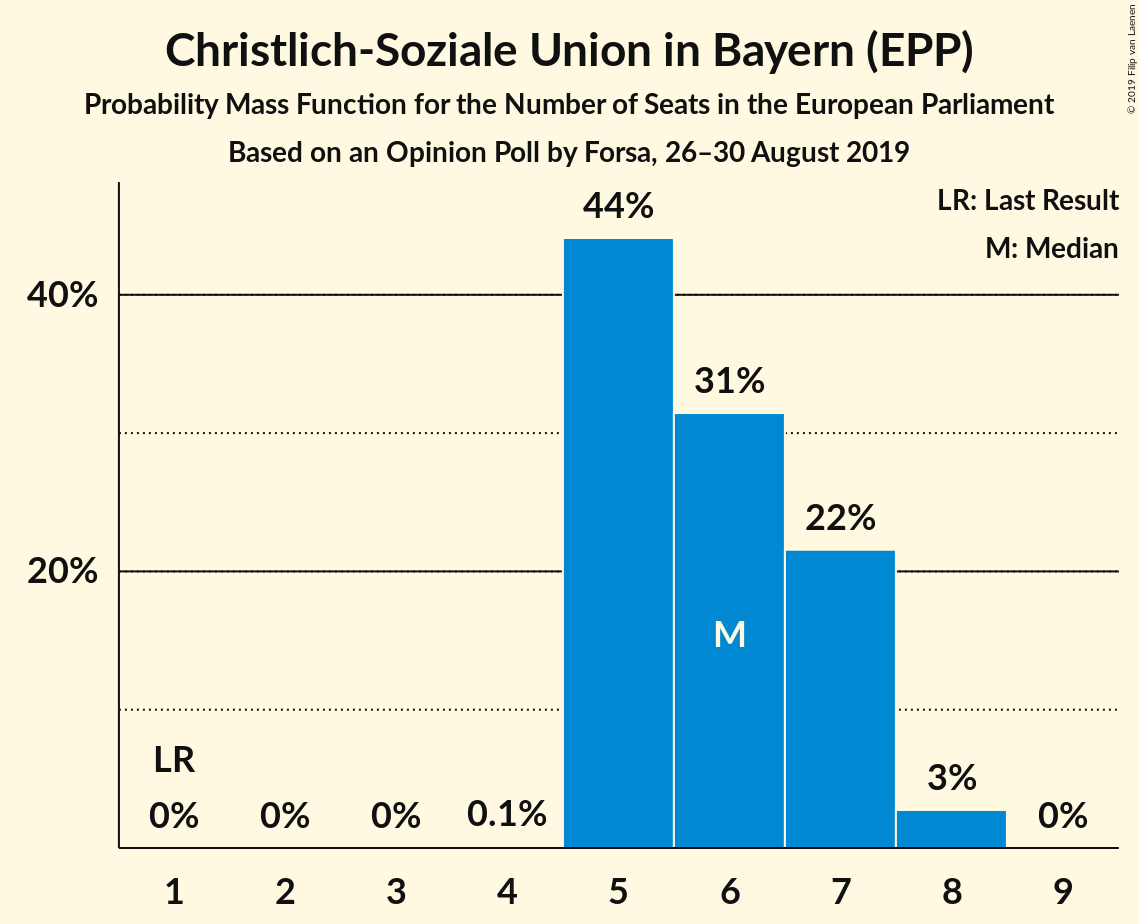 Christlich-Soziale Union in Bayern (EPP)
Probability Mass Function for the Number of Seats in the European Parliament
Based on an Opinion Poll by Forsa, 26–30 August 2019
© 2019 Filip van Laenen
LR: Last Result
M: Median
44%
40%
31%
22%
20%
M
LR
3%
0%
0%
0%
0.1%
0%
1
2
3
4
5
6
7
8
9